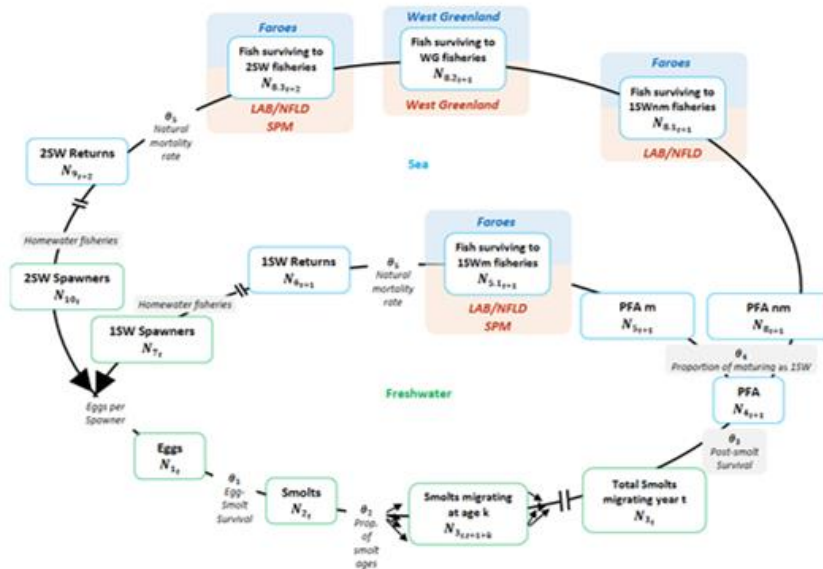 Faroes
Fish surviving to
2SW fisheries
N8.3t+2
LAB/NFLD
SPM
West Greenland
Fish surviving to
WG fisheries
N8.2t+1
West Greenland
Faroes
Fish surviving to
1SWnm fisheries
N8.1t+1
LAB/NFLD
θ5
Natural
mortality
rate
2SW Returns
N9t+2
Sea
Homewater fisheries
2SW Spawners
N10t
1SW Returns
N6t+1
θ5
Natural
mortality
rate
Faroes
Fish surviving to
1SWm fisheries
N5.1t+1
LAB/NFLD
SPM
Homewater fisheries
1SW Spawners
N7t
PFA m
N5t+1
PFA nm
N8t+1
θ4
Proportion of maturing as 1SW
PFA
N4t+1
θ3
Post-smolt
Survival
Freshwater
Eggs per
Spawner
Eggs
N1t
θ1
Egg-
Smolt
Survival
Smolts
N2t
θ2
Prop.
of
smolt
ages
Smolts migrating
at age k
N3t,t+1+k
Total Smolts
migrating year t
N3t